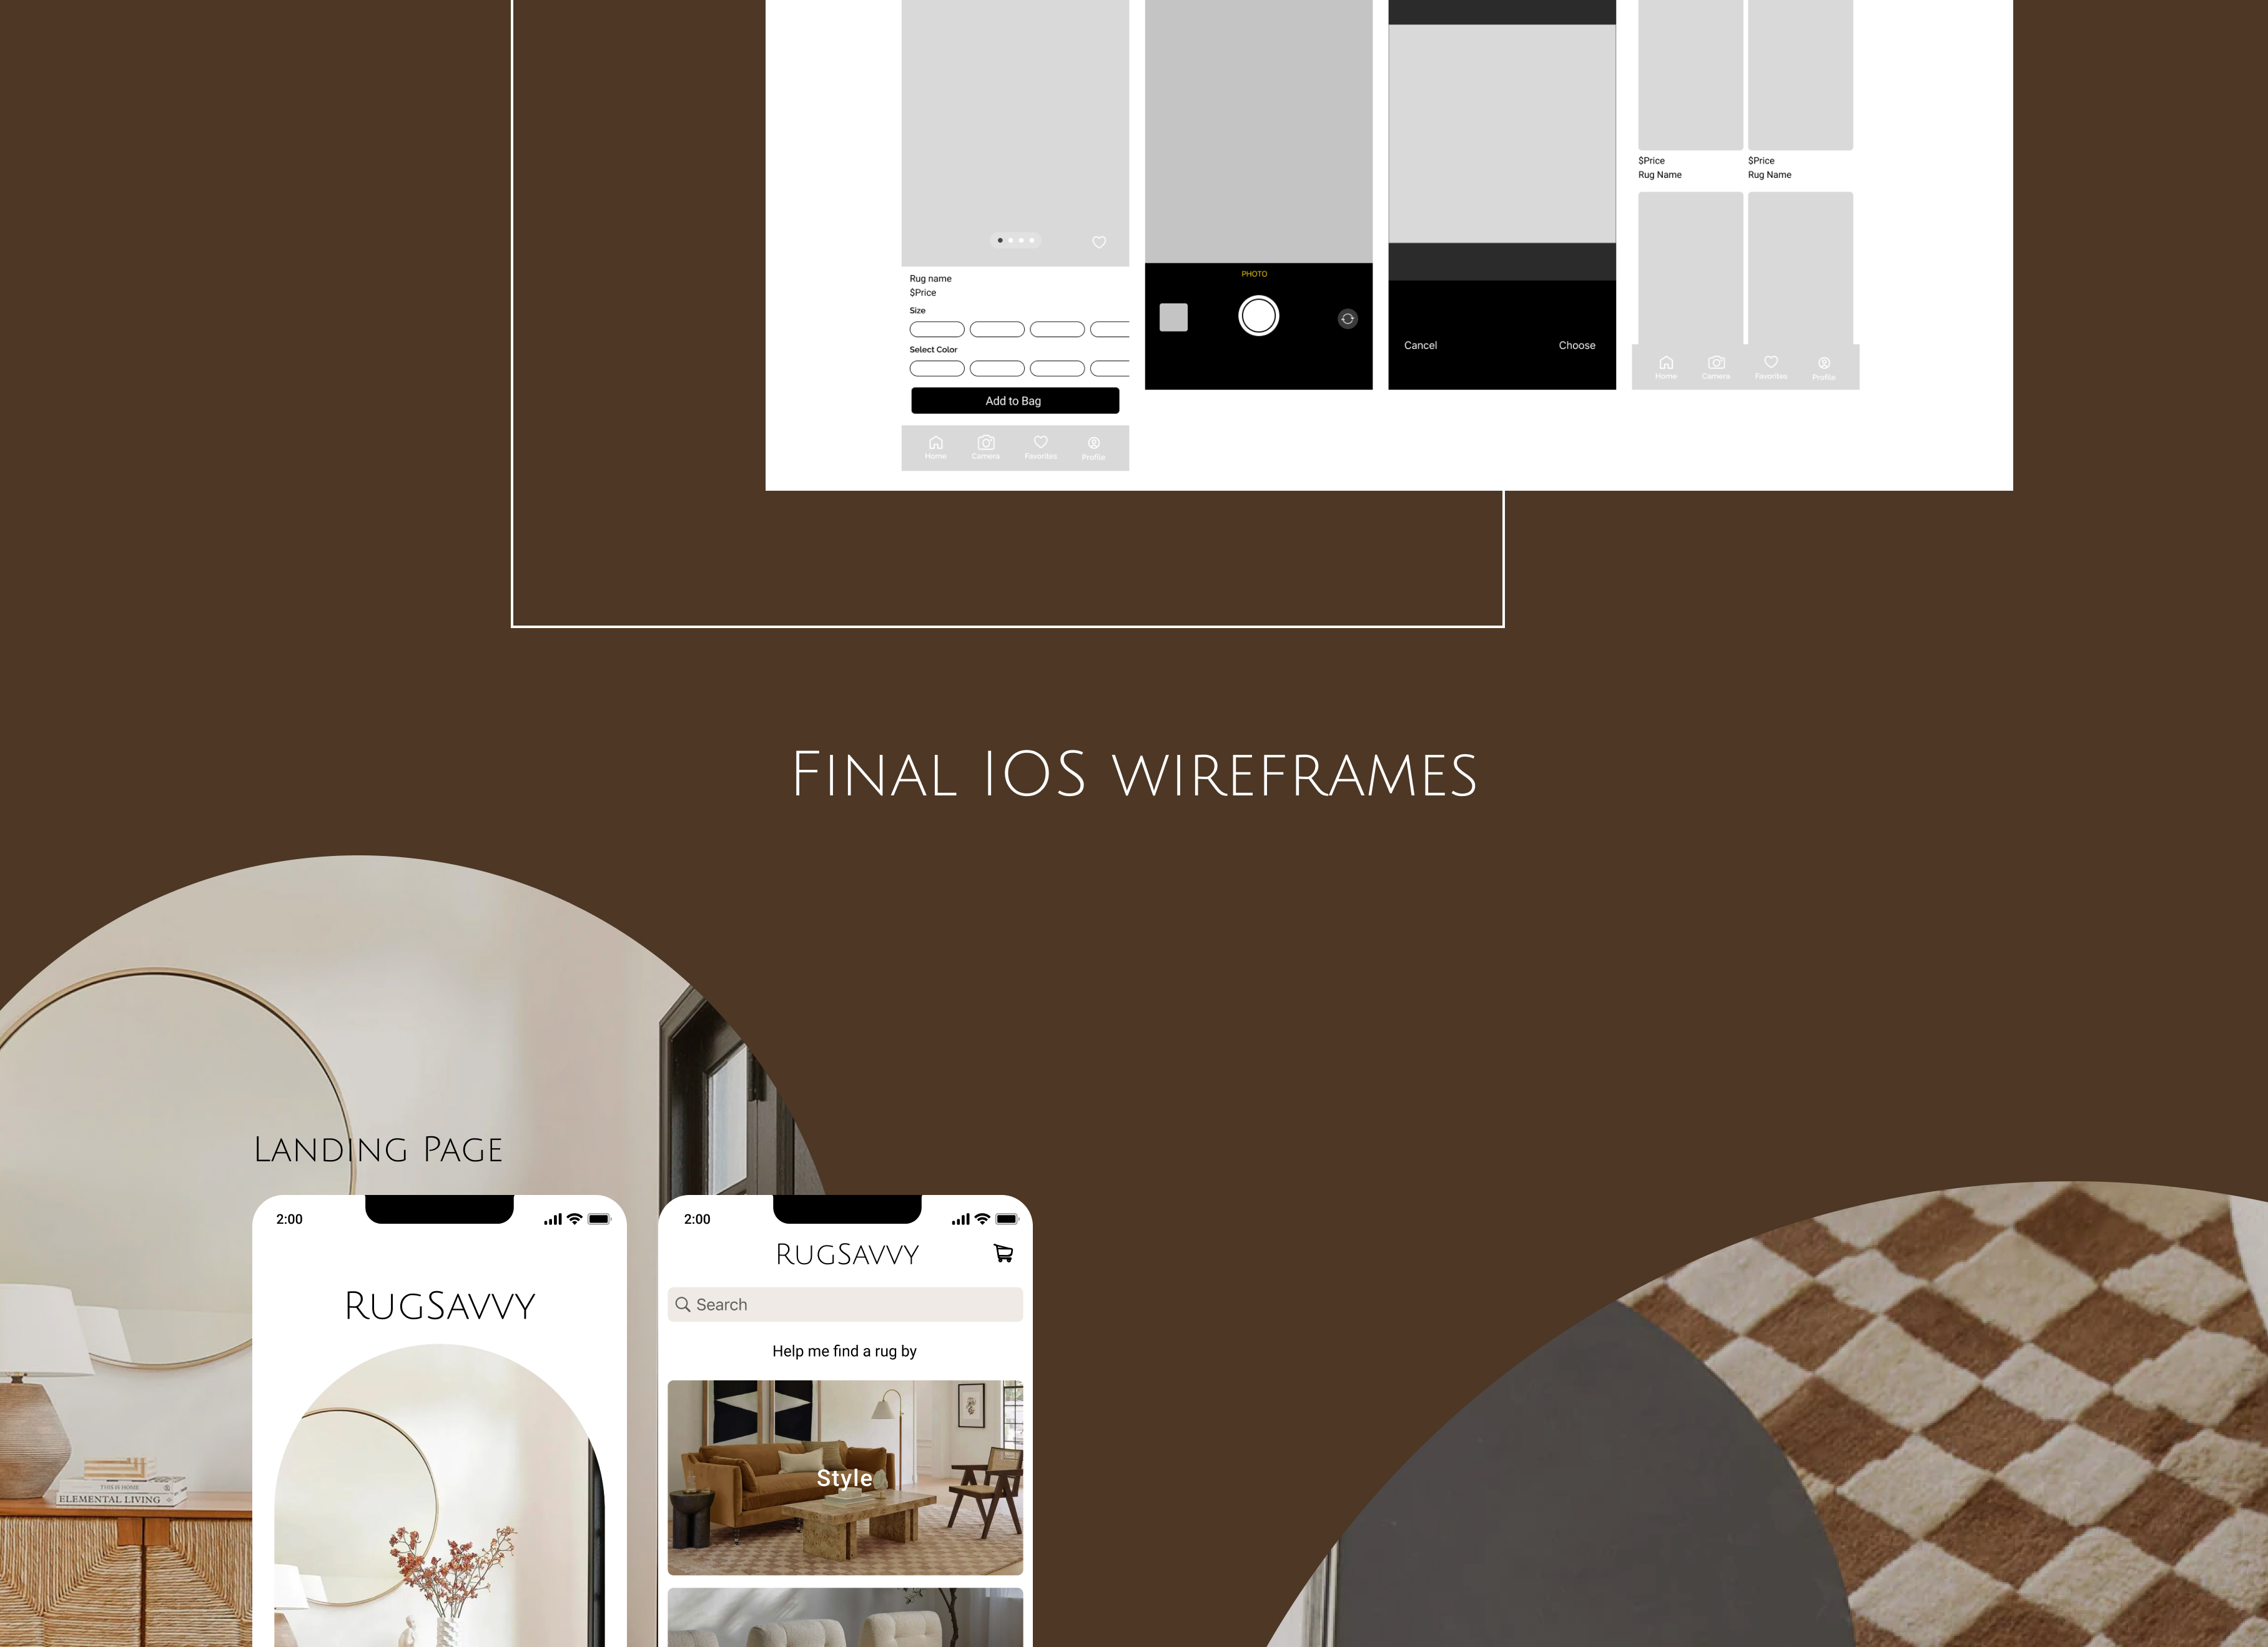 $Price
Rug Name
$Price
Rug Name
Rug name
$Price
Size
Select Color
Add to Bag
Home
Camera
Favorites
Profile
PHOTO
Cancel
Choose
Home
Camera
Favorites
Profile
Final IOS wireframes
Landing Page
2:00
RugSavvy
2:00
RugSavvy
Search
Help me find a rug by
Style
THIS IS HOME
ELEMENTAL LIVING